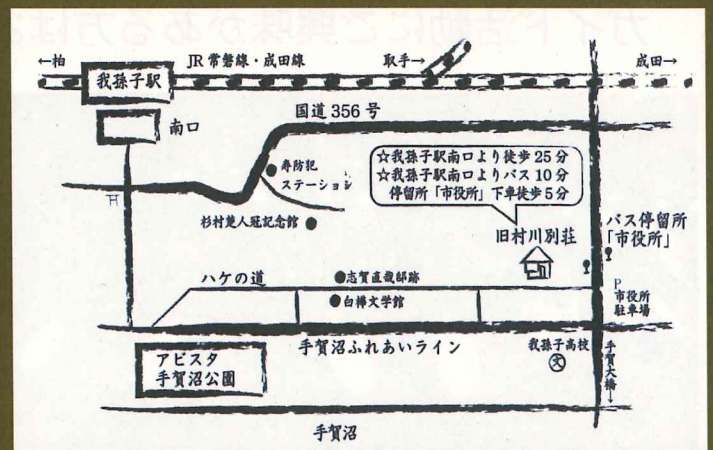 ←柏
JR 常磐線・成田線
取手→
成田→
我孫子駅
南口
国道 356 号
寿防犯
ステーション
☆我孫子駅南口より徒歩 25 分
☆我孫子駅南口よりバス 10 分
停留所「市役所」下車徒歩 5 分
杉村楚人冠記念館
旧村川別荘
バス停留所
「市役所」
ハケの道
志賀直哉邸跡
白樺文学館
P
市役所
駐車場
手賀沼ふれあいライン
我孫子高校
文
手賀大橋→
アビスタ
手賀沼公園
手賀沼